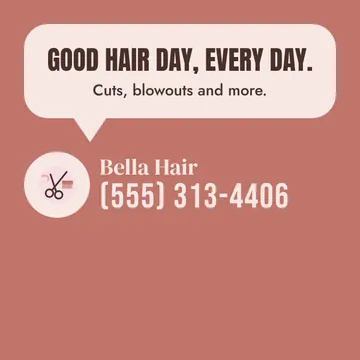 GOOD HAIR DAY, EVERY DAY.
Cuts, blowouts and more.
Bella Hair
(555) 313-4406